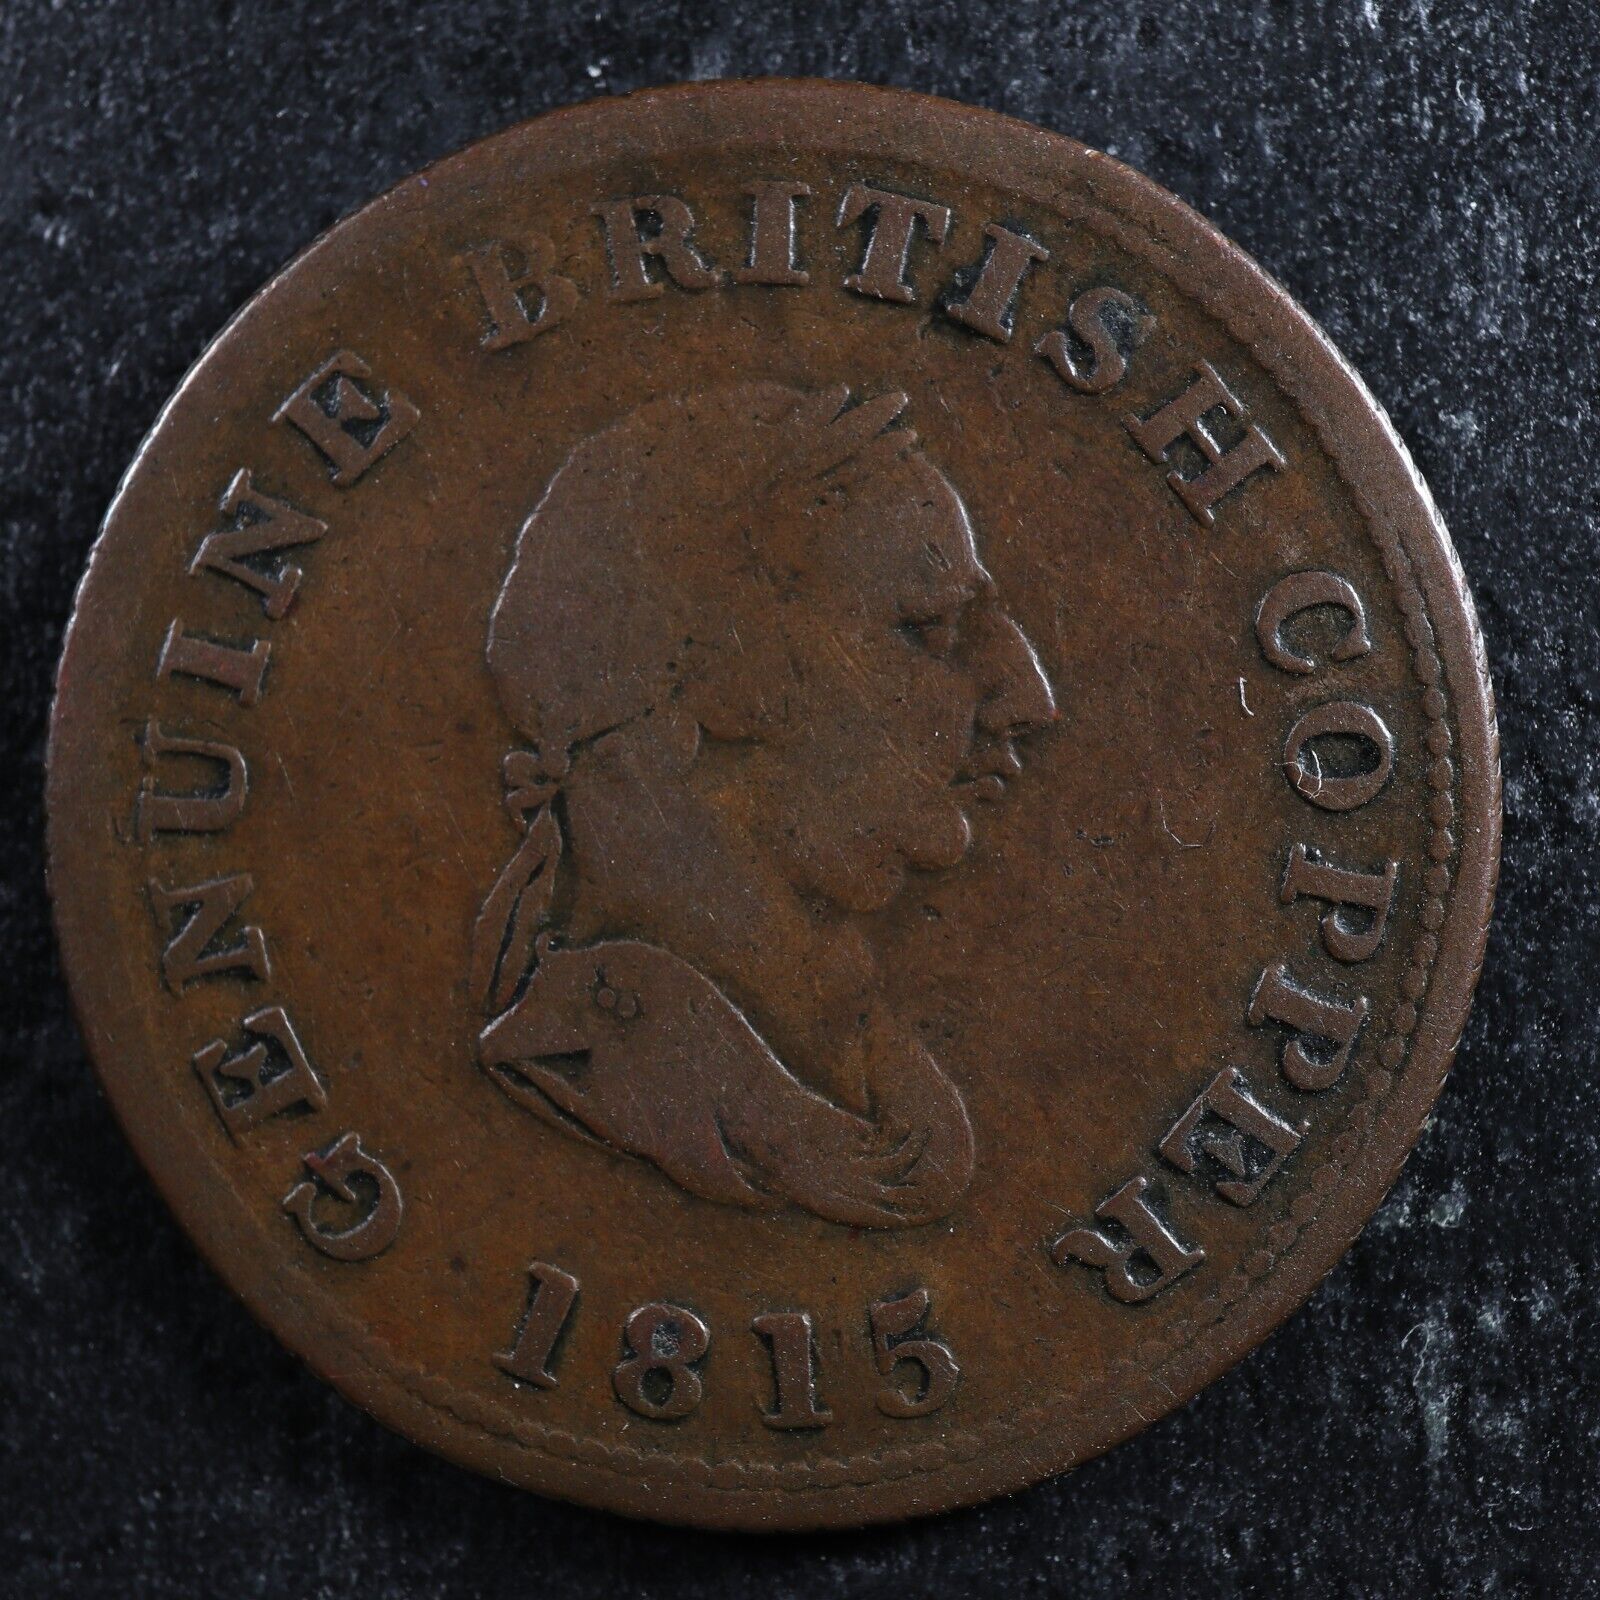 GENUINE BRITISH COPPER
1815